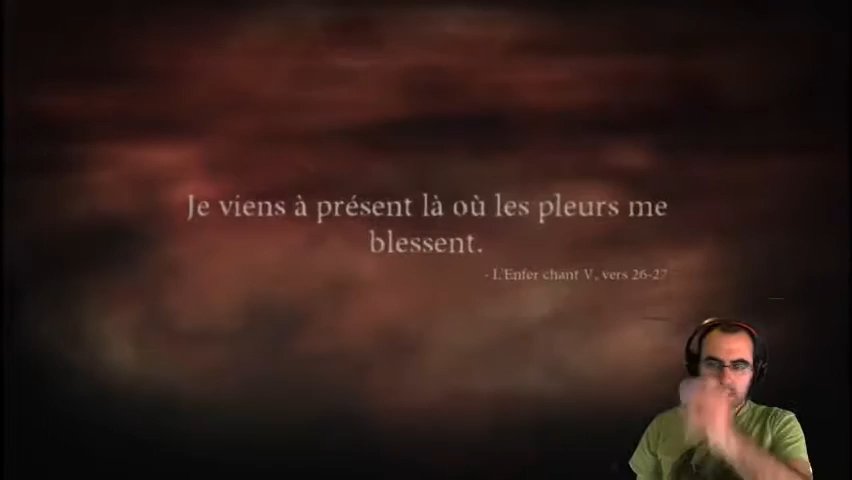 Je viens à présent là où les pleurs me
blessent.
- L'Enfer chant V, vers 26-27